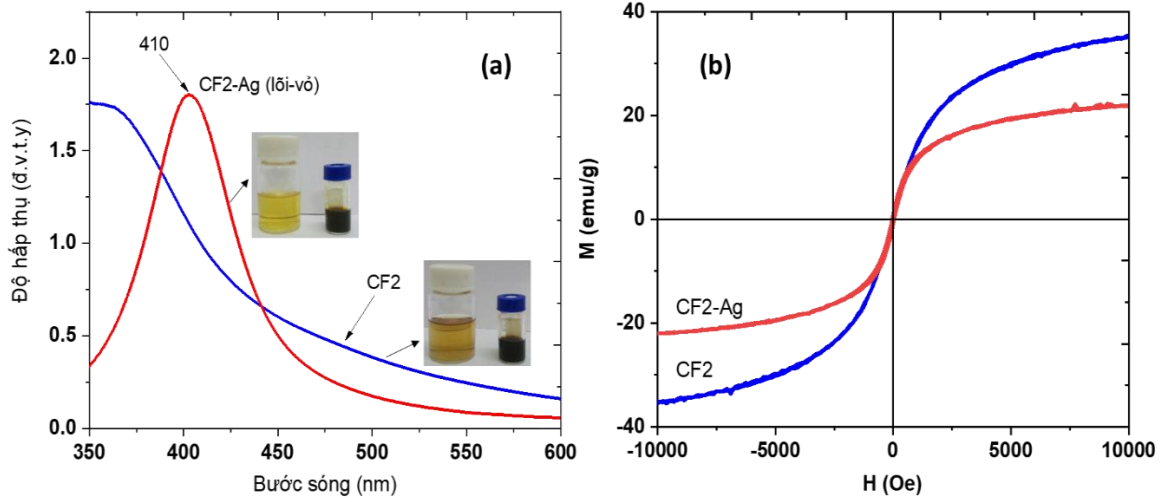 2.0
1.5
1.0
0.5
0.0
350
400
450
500
550
600
Độ hấp thụ (đ.v.t.y)
Bước sóng (nm)
410
(a)
CF2-Ag (lõi-vỏ)
CF2
40
20
0
-20
-40
-10000
-5000
0
5000
10000
M (emu/g)
H (Oe)
(b)
CF2-Ag
CF2